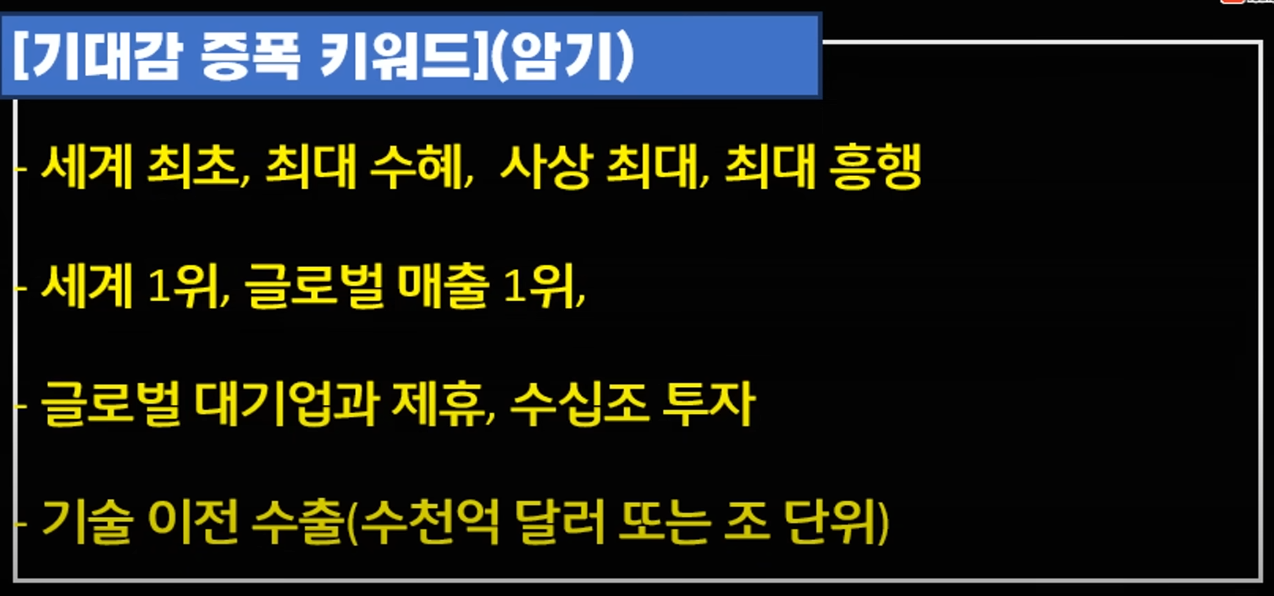 [기대감 증폭 키워드](암기)
- 세계 최초, 최대 수혜, 사상 최대, 최대 흥행
- 세계 1위, 글로벌 매출 1위,
- 글로벌 대기업과 제휴, 수십조 투자
- 기술 이전 수출(수천억 달러 또는 조 단위)